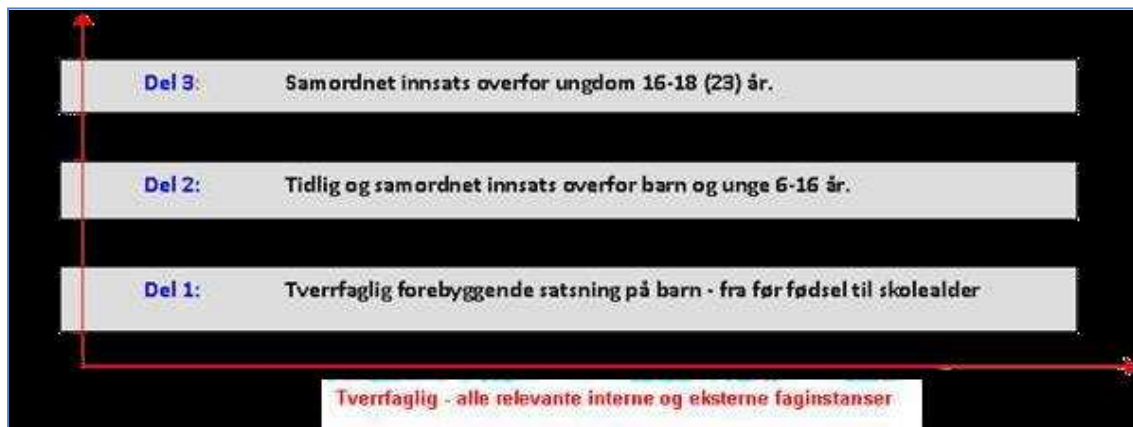 Del 3: Samordnet innsats overfor ungdom 16-18 (23) år.
Del 2: Tidlig og samordnet innsats overfor barn og unge 6-16 år.
Del 1: Tverrfaglig forebyggende satsning på barn - fra før fødsel til skolealder
Tverrfaglig - alle relevante interne og eksterne faginstanser